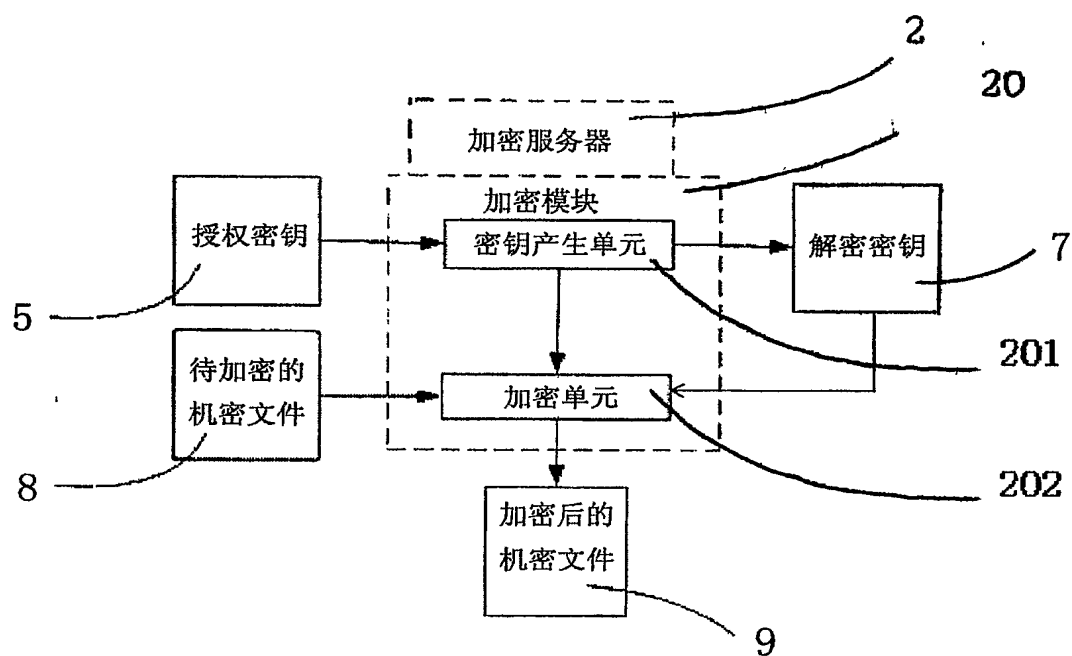 2
20
加密服务器
加密模块
授权密钥
密钥产生单元
解密密钥
7
5
201
待加密的
机密文件
加密单元
8
202
加密后的
机密文件
9